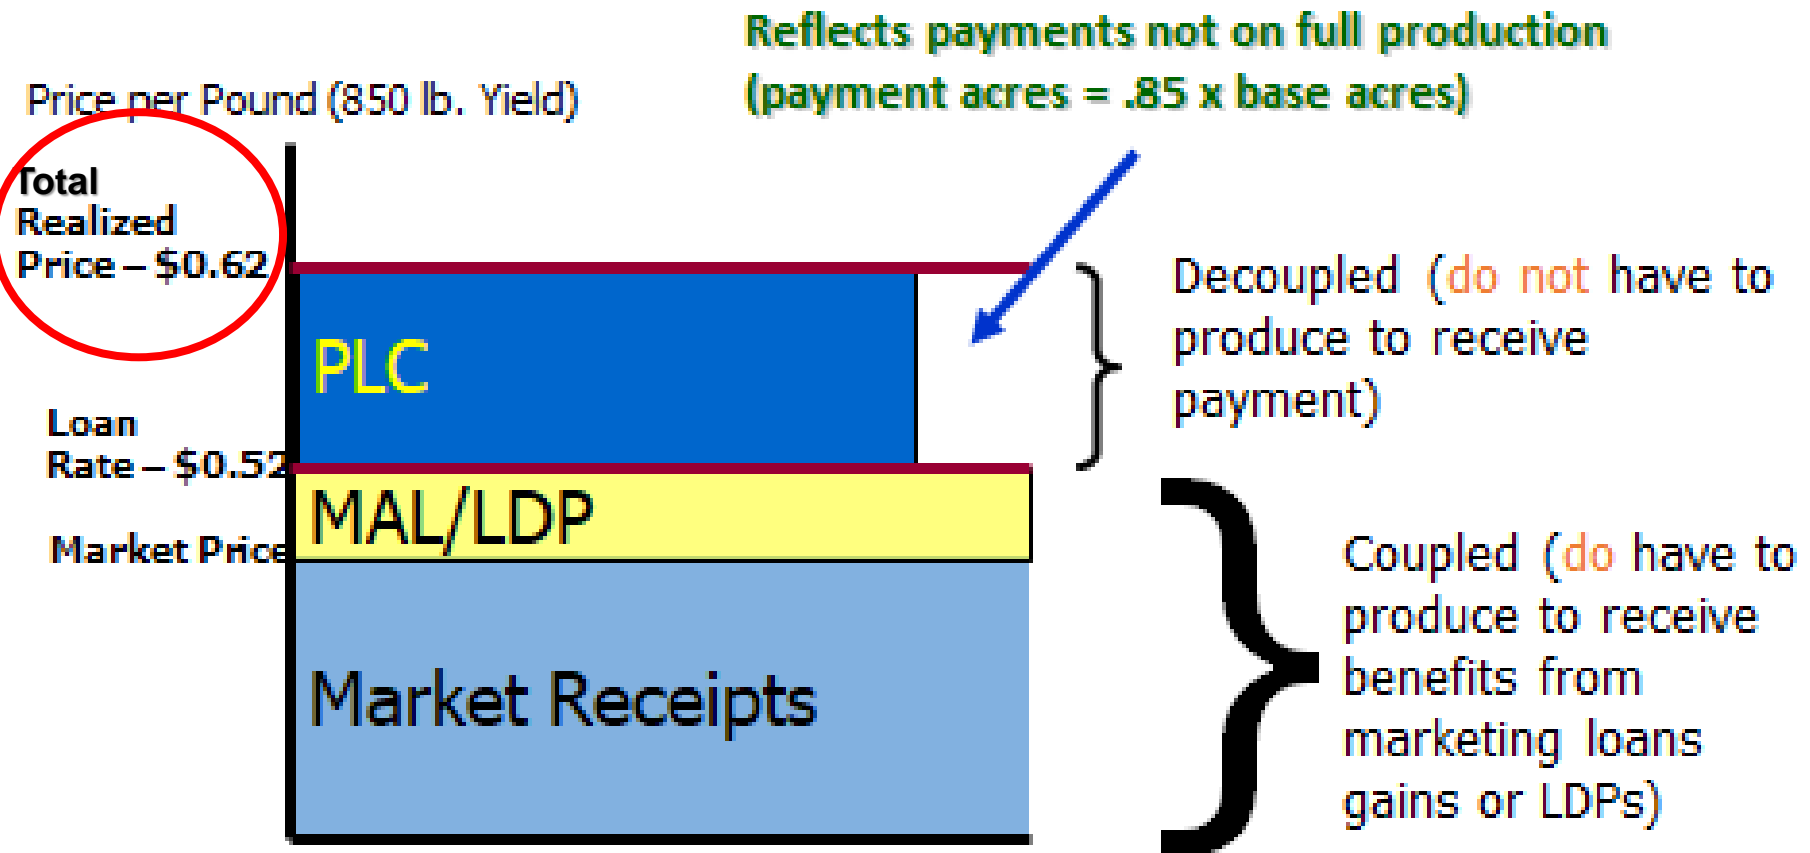 Reflects payments not on full production
(payment acres = .85 x base acres)
Price per Pound (850 lb. Yield)
Total
Realized
Price – $0.62
PLC
Decoupled (do not have to
produce to receive
payment)
Loan
Rate – $0.52
MAL/LDP
Market Price
Coupled (do have to
produce to receive
benefits from
marketing loans
gains or LDPs)
Market Receipts